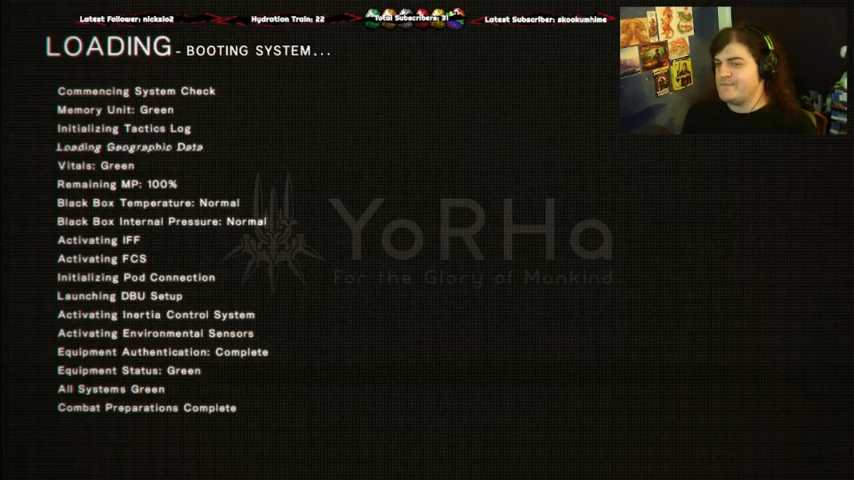 Latest Follower: nicksio2
Hydration Train: 22
Total Subscribers: 31
Latest Subscriber: skookumhime
LOADING - BOOTING SYSTEM...
Commencing System Check
Memory Unit: Green
Initializing Tactics Log
Loading Geographic Data
Vitals: Green
Remaining MP: 100%
Black Box Temperature: Normal
Black Box Internal Pressure: Normal
Activating IFF
Activating FCS
Initializing Pod Connection
Launching DBU Setup
Activating Inertia Control System
Activating Environmental Sensors
Equipment Authentication: Complete
Equipment Status: Green
All Systems Green
Combat Preparations Complete
YoRHa
For the Glory of Mankind